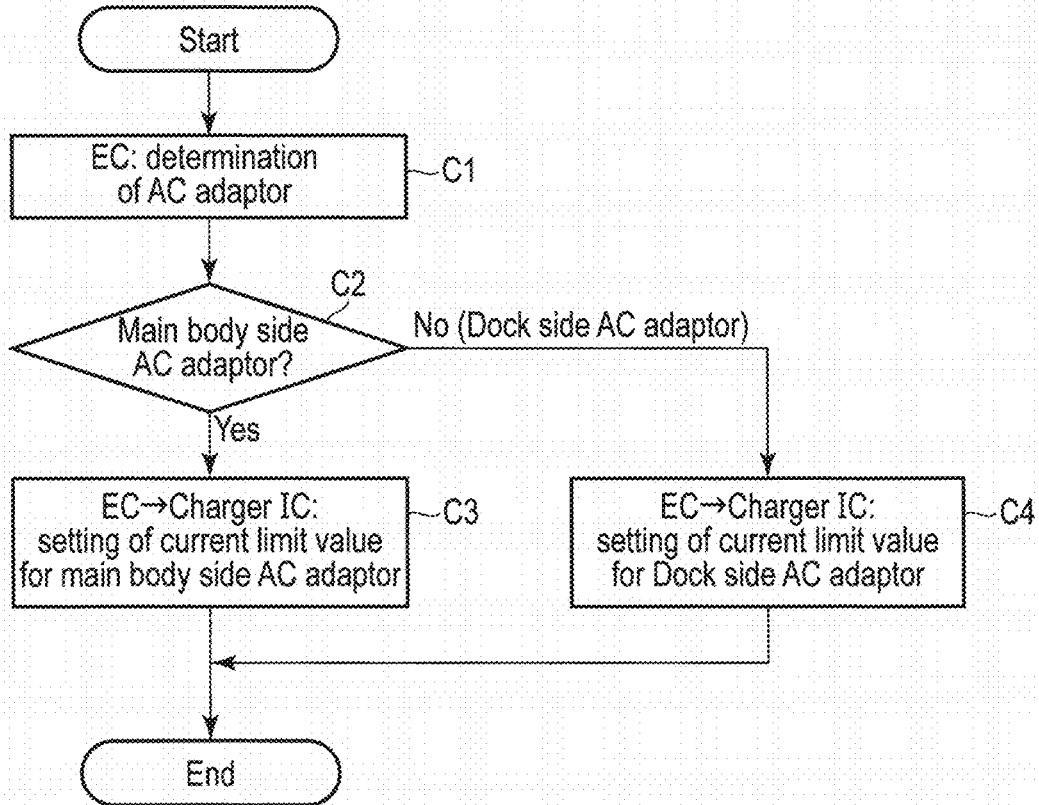 Start
EC: determination
of AC adaptor
C1
C2
Main body side
AC adaptor?
No (Dock side AC adaptor)
Yes
EC→Charger IC:
setting of current limit value
for main body side AC adaptor
C3
EC→Charger IC:
setting of current limit value
for Dock side AC adaptor
C4
End